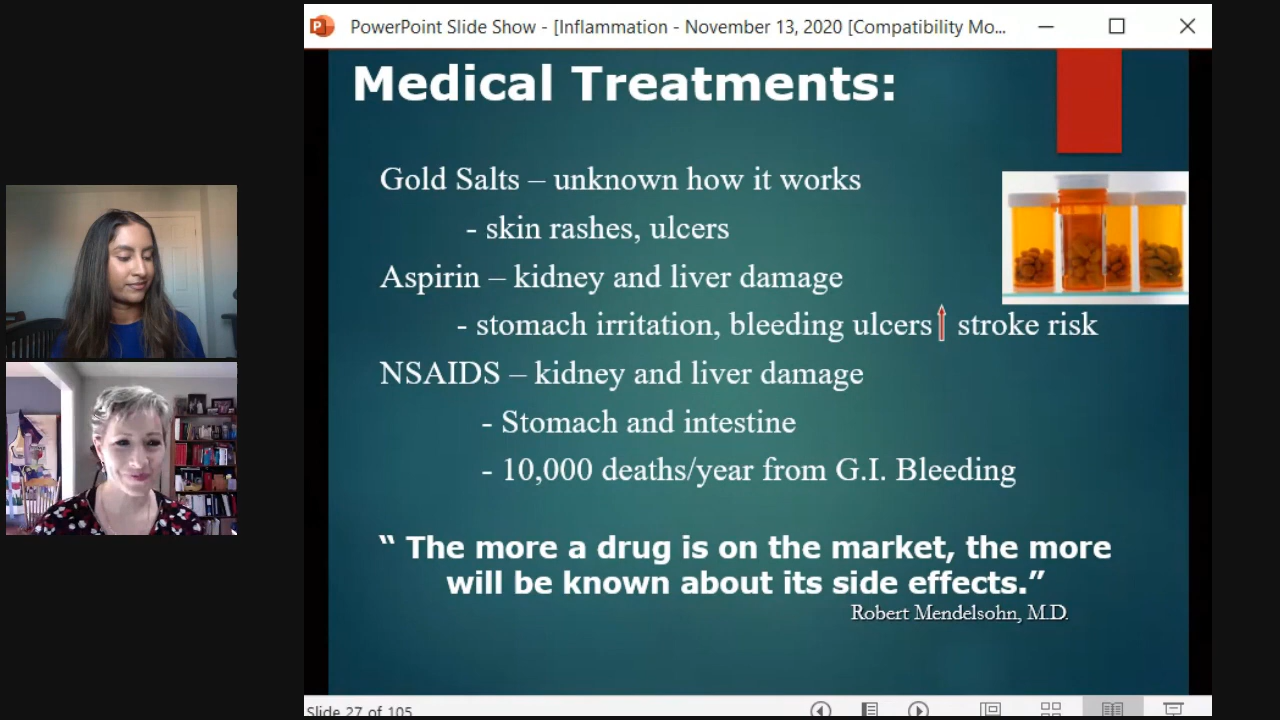 PowerPoint Slide Show - [Inflammation - November 13, 2020 [Compatibility Mo...
Medical Treatments:
Gold Salts – unknown how it works
- skin rashes, ulcers
Aspirin – kidney and liver damage
- stomach irritation, bleeding ulcers stroke risk
NSAIDS – kidney and liver damage
- Stomach and intestine
- 10,000 deaths/year from G.I. Bleeding
“ The more a drug is on the market, the more
will be known about its side effects.”
Robert Mendelsohn, M.D.
Slide 27 of 105